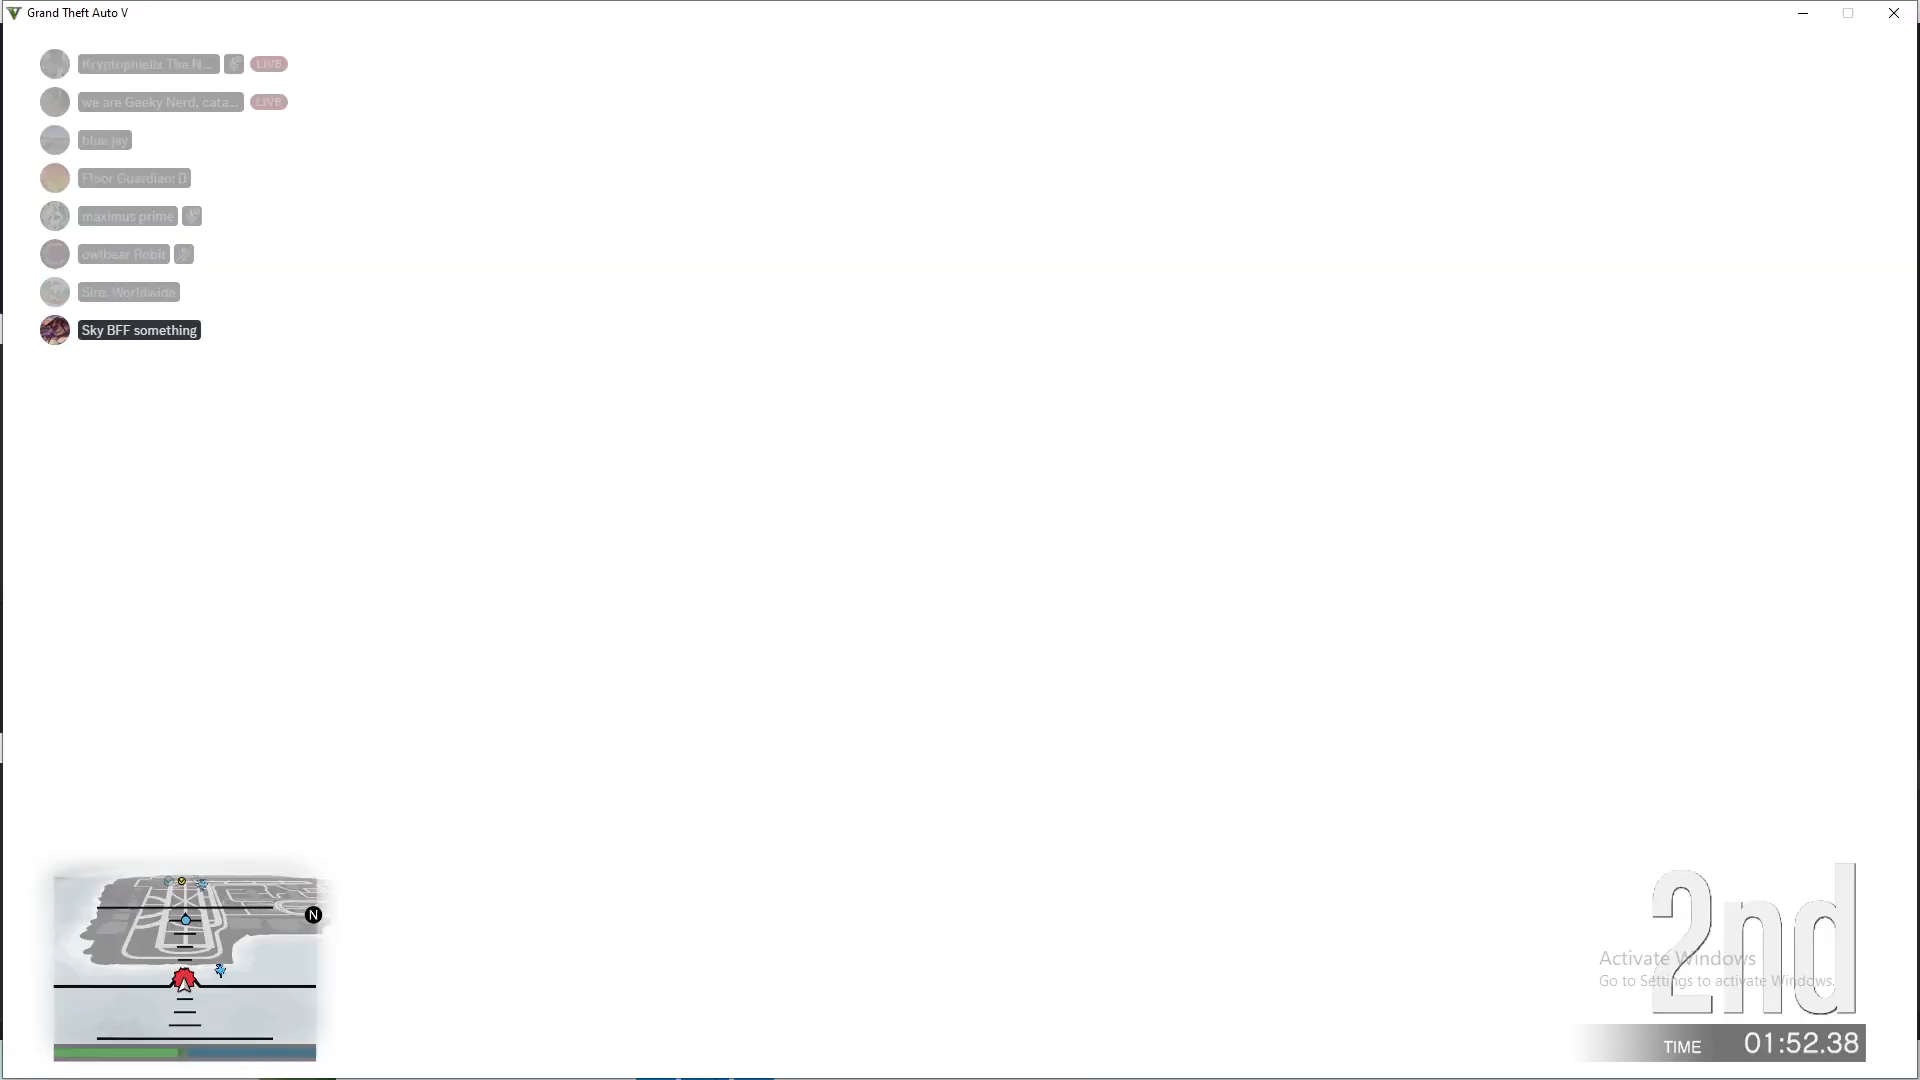 Grand Theft Auto V
Kryptophielix The N... LIVE
we are Geeky Nerd, cata... LIVE
blue.jay
Floor Guardian: D
maximus prime
owlbear Robit
Sire. Worldwide
Sky BFF something
N
2nd
Activate Windows
Go to Settings to activate Windows.
TIME 01:52.38